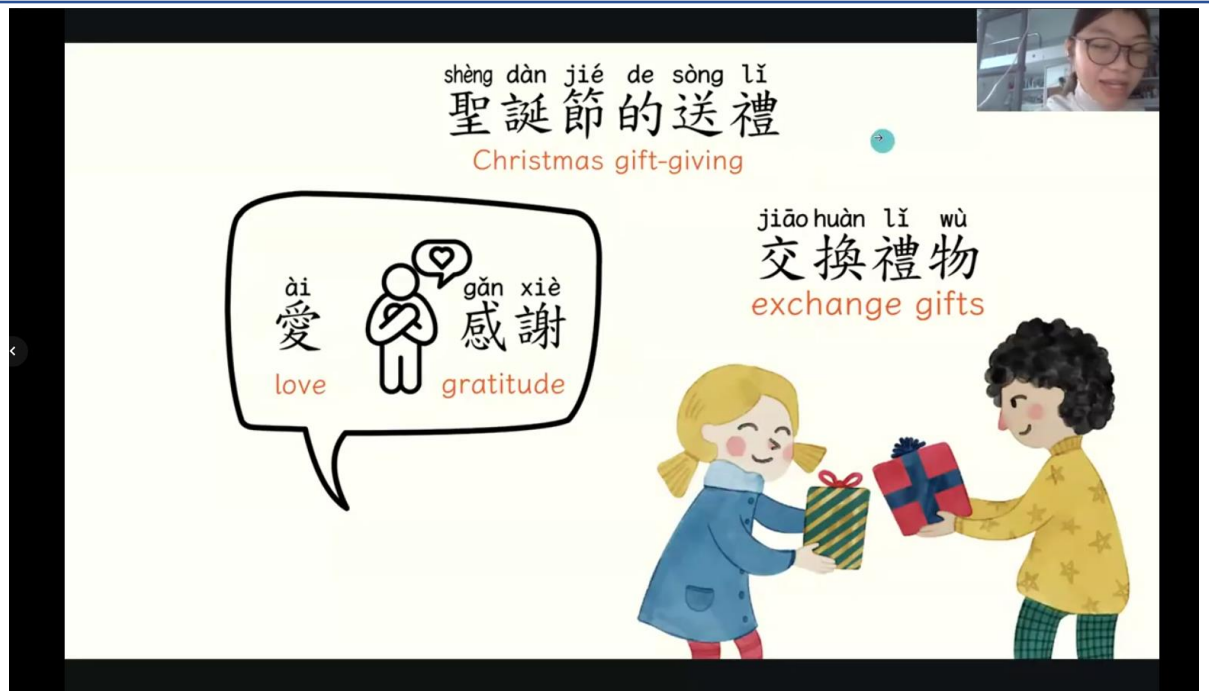 shèng dàn jié de sòng lǐ
聖誕節的送禮
Christmas gift-giving
ài
愛
love
gǎn xiè
感謝
gratitude
jiāo huàn lǐ wù
交換禮物
exchange gifts